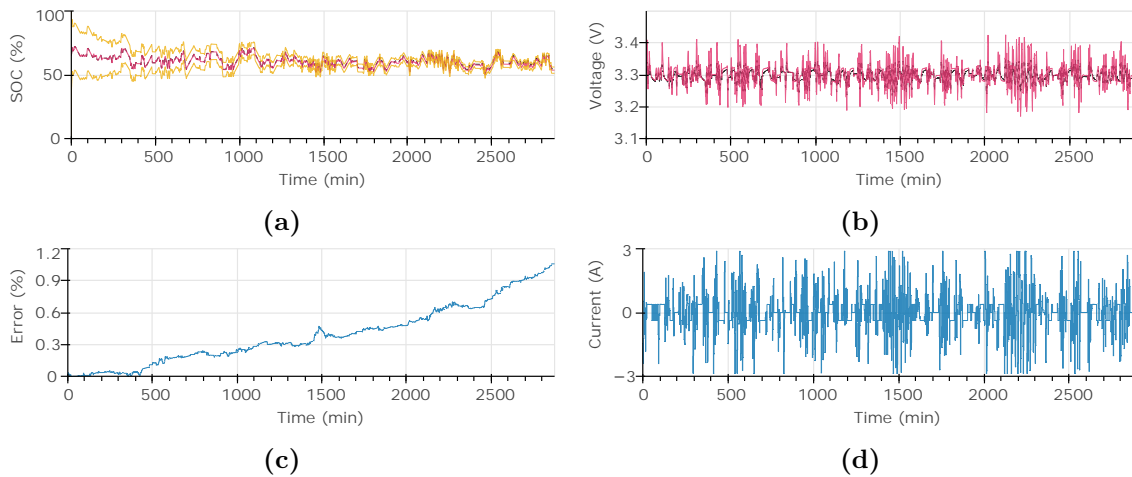 SOC (%)
100
50
0
0 500 1000 1500 2000 2500
Time (min)
(a)
Voltage (V)
3.4
3.3
3.2
3.1
0 500 1000 1500 2000 2500
Time (min)
(b)
Error (%)
1.2
0.9
0.6
0.3
0
0 500 1000 1500 2000 2500
Time (min)
(c)
Current (A)
3
0
−3
0 500 1000 1500 2000 2500
Time (min)
(d)